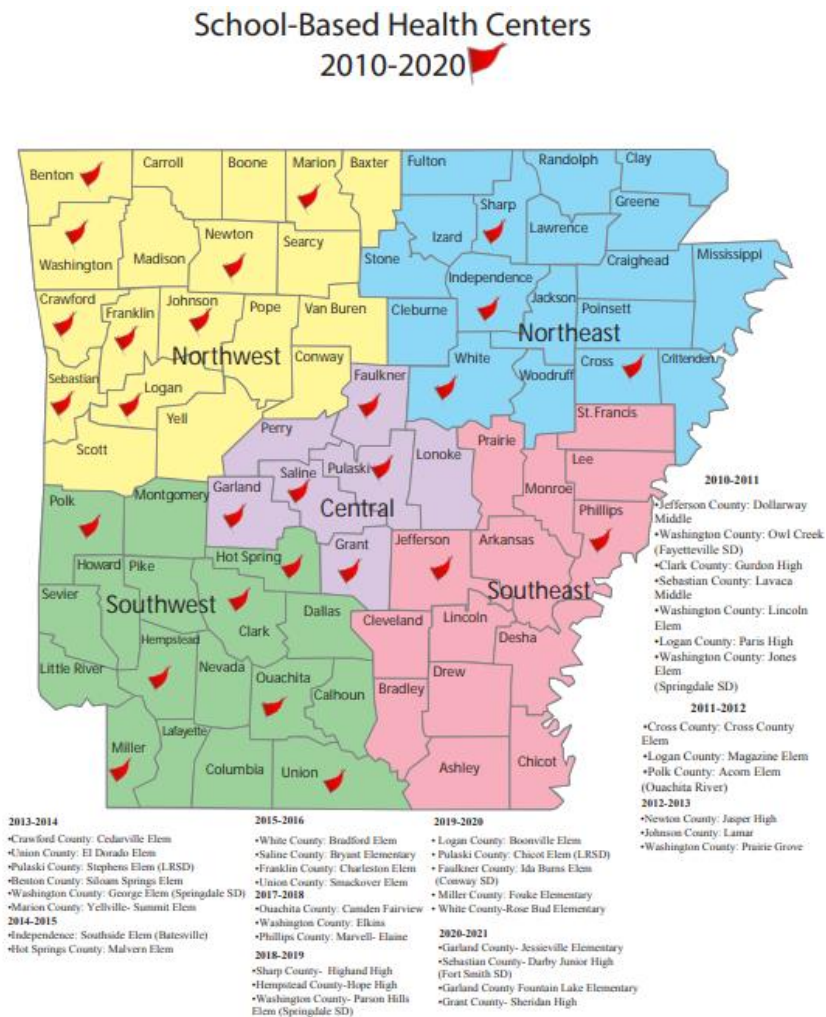 School-Based Health Centers
2010-2020
Benton
Carroll
Boone
Marion
Baxter
Fulton
Randolph
Clay
Washington
Madison
Newton
Searcy
Stone
Izard
Sharp
Lawrence
Greene
Craighead
Mississippi
Crawford
Franklin
Johnson
Pope
Van Buren
Cleburne
Independence
Jackson
Poinsett
Northwest
Northeast
Sebastian
Logan
Conway
Faulkner
White
Woodruff
Cross
Crittenden
Scott
Yell
Perry
Saline
Pulaski
Lonoke
Prairie
St. Francis
Lee
Monroe
Phillips
Polk
Montgomery
Garland
Central
Hot Spring
Grant
Jefferson
Arkansas
Howard
Pike
Sevier
Southwest
Clark
Dallas
Southeast
Cleveland
Lincoln
Desha
Little River
Hempstead
Nevada
Ouachita
Calhoun
Bradley
Drew
Miller
Lafayette
Columbia
Union
Ashley
Chicot
2010-2011
•Jefferson County: Dollarway
Middle
•Washington County: Owl Creek
(Fayetteville SD)
•Clark County: Gurdon High
•Sebastian County: Lavaca
Middle
•Washington County: Lincoln
Elem
•Logan County: Paris High
•Washington County: Jones
Elem
(Springdale SD)
2011-2012
•Cross County: Cross County
Elem
•Logan County: Magazine Elem
•Polk County: Acorn Elem
(Ouachita River)
2012-2013
•Newton County: Jasper High
•Johnson County: Lamar
•Washington County: Prairie Grove
2013-2014
•Crawford County: Cedarville Elem
•Union County: El Dorado Elem
•Pulaski County: Stephens Elem (LRSD)
•Benton County: Siloam Springs Elem
•Washington County: George Elem (Springdale SD)
•Marion County: Yellville- Summit Elem
2014-2015
•Independence: Southside Elem (Batesville)
•Hot Springs County: Malvern Elem
2015-2016
•White County: Bradford Elem
•Saline County: Bryant Elementary
•Franklin County: Charleston Elem
•Union County: Smackover Elem
2017-2018
•Ouachita County: Camden Fairview
•Washington County: Elkins
•Phillips County: Marvell- Elaine
2018-2019
•Sharp County- Highand High
•Hempstead County-Hope High
•Washington County- Parson Hills
Elem (Springdale SD)
2019-2020
• Logan County: Boonville Elem
• Pulaski County: Chicot Elem (LRSD)
• Faulkner County: Ida Burns Elem
(Conway SD)
• Miller County: Fouke Elementary
• White County-Rose Bud Elementary
2020-2021
•Garland County- Jessieville Elementary
•Sebastian County- Darby Junior High
(Fort Smith SD)
•Garland County Fountain Lake Elementary
•Grant County- Sheridan High